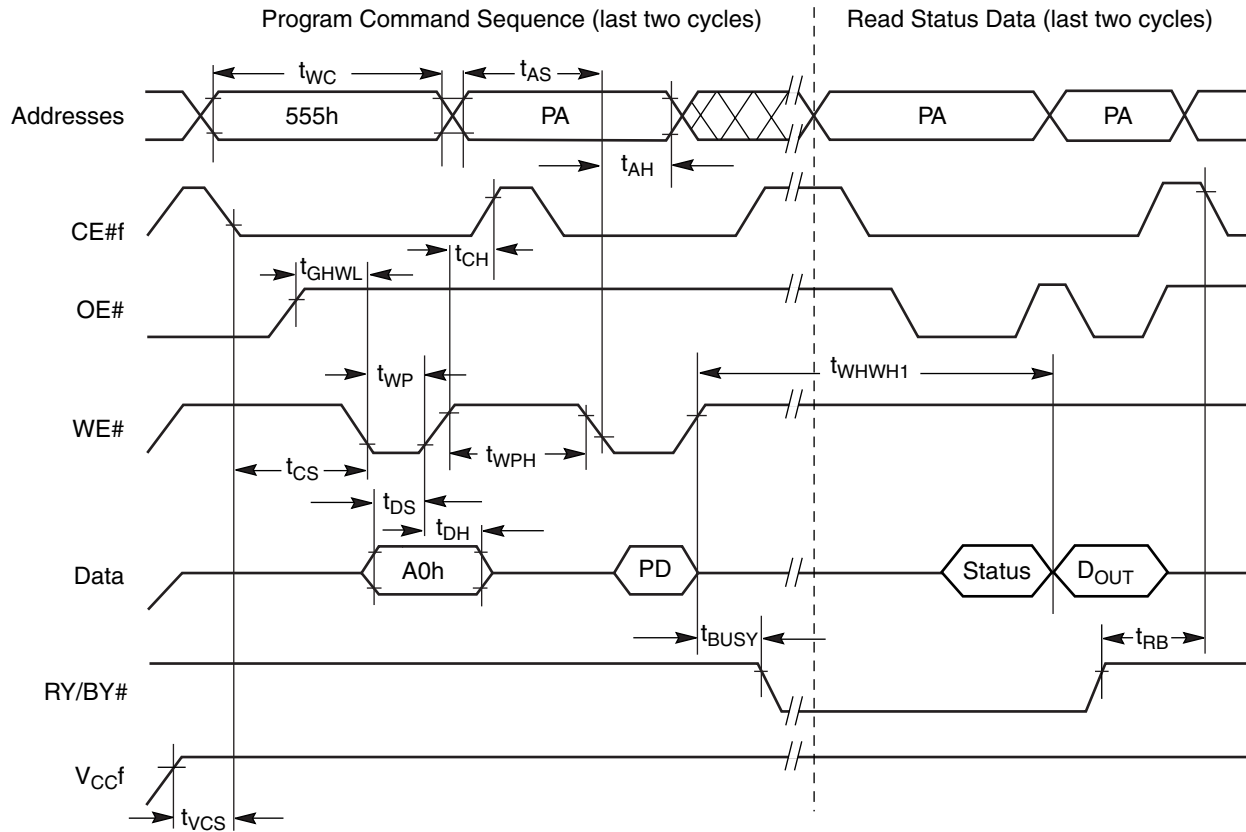 Program Command Sequence (last two cycles) Read Status Data (last two cycles)
tWC tAS
Addresses 555h PA PA PA
tAH
CE#f
tCH
tGHWL
OE#
tWP tWHWH1
WE#
tWPH
tCS
tDS
tDH
Data A0h PD Status DOUT
tBUSY tRB
RY/BY#
VCCf
tVCS